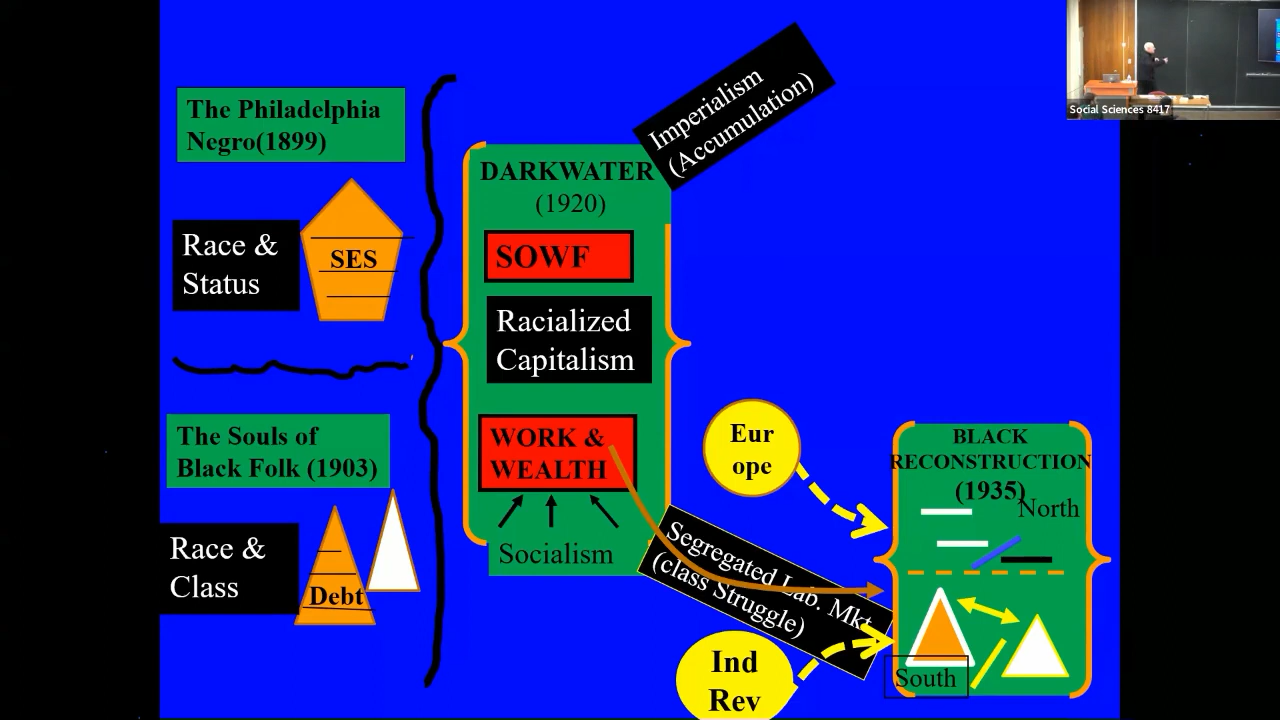 The Philadelphia
Negro(1899)
Race &
Status
SES
The Souls of
Black Folk (1903)
Race &
Class
Debt
DARKWATER
(1920)
SOWF
Racialized
Capitalism
WORK &
WEALTH
Socialism
Imperialism
(Accumulation)
Segregated Lab. Mkt
(class Struggle)
Eur
ope
Ind
Rev
BLACK
RECONSTRUCTION
(1935)
North
South
Social Sciences 8417